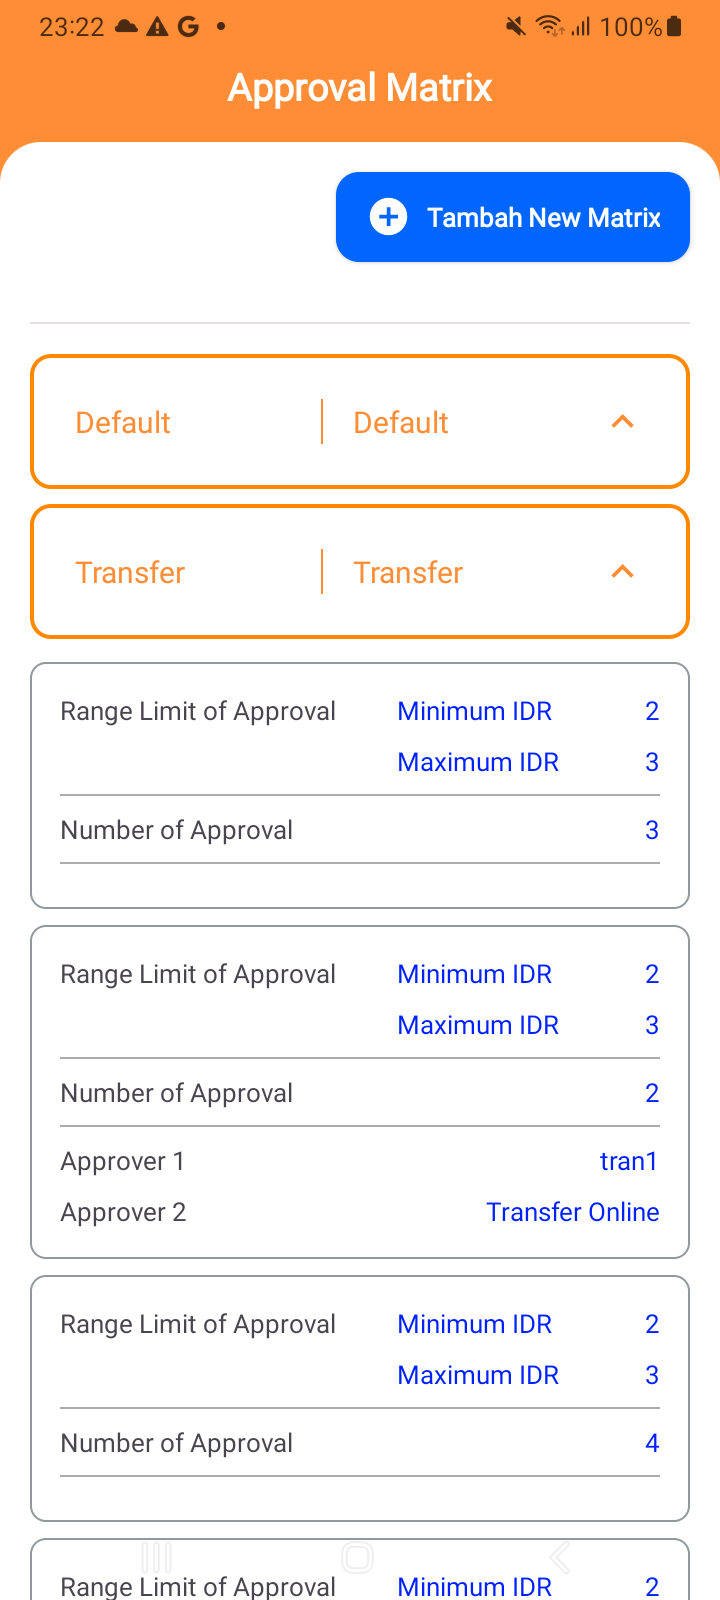 23:22 100%
Approval Matrix
Tambah New Matrix
Default Default
Transfer Transfer
Range Limit of Approval Minimum IDR 2
Maximum IDR 3
Number of Approval 3
Range Limit of Approval Minimum IDR 2
Maximum IDR 3
Number of Approval 2
Approver 1 tran1
Approver 2 Transfer Online
Range Limit of Approval Minimum IDR 2
Maximum IDR 3
Number of Approval 4
Range Limit of Approval Minimum IDR 2